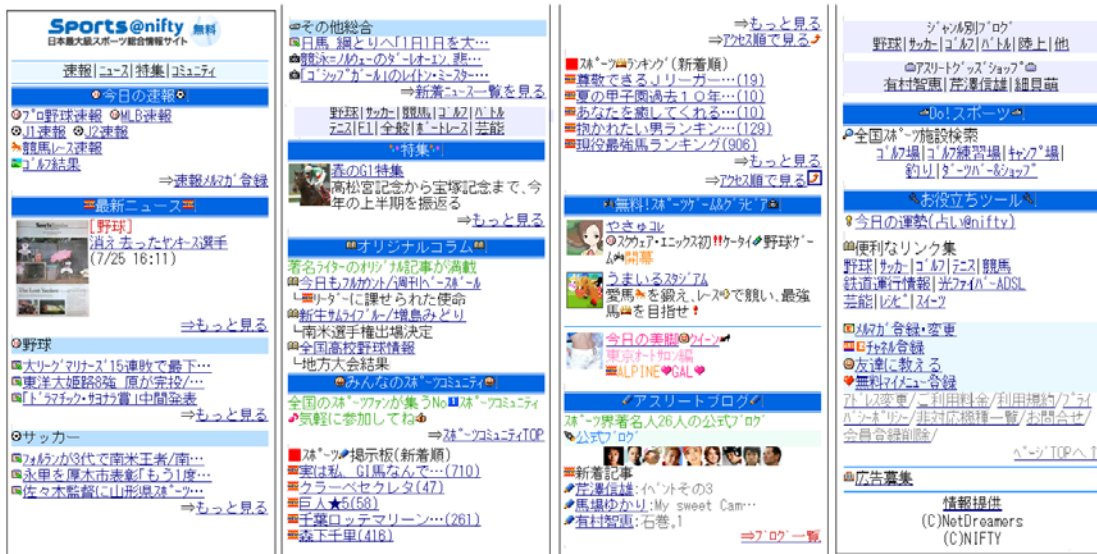 Sports@nifty 無料
日本最大級スポーツ総合情報サイト
速報|ﾆｭｰｽ|特集|ｺﾐｭﾆﾃｨ
今日の速報
ﾌﾟﾛ野球速報 MLB速報
J1速報 J2速報
競馬ﾚｰｽ速報
ｺﾞﾙﾌ結果
⇒速報ﾒﾙﾏｶﾞ登録
最新ニュース
[野球]
消え去ったﾔﾝｷｰｽ選手
(7/25 16:11)
⇒もっと見る
野球
大ﾘｰｸﾞﾏﾘﾅｰｽﾞ15連敗で最下…
東洋大姫路8強 原が完投/…
｢ﾄﾞﾗﾏﾁｯｸ・ｻﾖﾅﾗ賞｣中間発表
⇒もっと見る
サッカー
ﾌｫﾙﾗﾝが3代で南米王者/南…
永里を厚木市表彰｢もう1度…
佐々木監督に山形県ｽﾎﾟｰﾂ…
⇒もっと見る
その他総合
日馬 綱とりへ｢1日1日を大…
競泳=ﾉﾙｳｪｰのﾀﾞｰﾚｵｰｴﾝ 悲…
｢ｺﾞｼｯﾌﾟｶﾞｰﾙ｣のﾚｲﾄﾝ･ﾐｰｽﾀｰ…
⇒新着ﾆｭｰｽ一覧を見る
野球|ｻｯｶｰ|競馬|ｺﾞﾙﾌ|ﾊﾞﾄﾙ
ﾃﾆｽ|F1|全般|ﾎﾞｰﾄﾚｰｽ|芸能
特集
春のG1特集
高松宮記念から宝塚記念まで、今年の上半期を振返る
⇒もっと見る
オリジナルコラム
著名ﾗｲﾀｰのｵﾘｼﾞﾅﾙ記事が満載
今日もﾌﾙｶｳﾝﾄ/週刊ﾍﾞｰｽﾎﾞｰﾙ
└ﾘｰﾀﾞｰに課せられた使命
新生ｻﾑﾗｲﾌﾞﾙｰ/増島みどり
└南米選手権出場決定
全国高校野球情報
└地方大会結果
みんなのｽﾎﾟｰﾂｺﾐｭﾆﾃｨ
全国のｽﾎﾟｰﾂﾌｧﾝが集うNo1ｽﾎﾟｰﾂｺﾐｭﾆﾃｨ
気軽に参加してね
⇒ｽﾎﾟｰﾂｺﾐｭﾆﾃｨTOP
ｽﾎﾟｰﾂ掲示板(新着順)
実は私、GI馬なんで…(710)
クラーベセクレタ(47)
巨人★5(58)
千葉ロッテマリーン…(261)
森下千里(416)
⇒もっと見る
⇒ｱｸｾｽ順で見る
ｽﾎﾟｰﾂﾗﾝｷﾝｸﾞ(新着順)
尊敬できるＪリーガー…(19)
夏の甲子園過去１０年…(10)
あなたを癒してくれる…(10)
抱かれたい男ランキン…(129)
現役最強馬ランキング(906)
⇒もっと見る
⇒ｱｸｾｽ順で見る
無料!ｽﾎﾟｰﾂｹﾞｰﾑ&ｸﾞﾗﾋﾞｱ
やきゅコレ
ｽｸｳｪｱ･ｴﾆｯｸｽ初!!ｹｰﾀｲ野球ｹﾞｰﾑ開幕
うまいるｽﾀｼﾞｱﾑ
愛馬を鍛え､ﾚｰｽで競い､最強馬を目指せ!
今日の美脚ｸｲｰﾝ
東京ｵｰﾄｻﾛﾝ編
ALPINE GAL
アスリートブログ
ｽﾎﾟｰﾂ界著名人26人の公式ﾌﾞﾛｸﾞ
公式ﾌﾞﾛｸﾞ
新着記事
芹澤信雄:ｲﾍﾞﾝﾄその3
馬場ゆかり:My sweet Cam…
有村智恵:石巻｡1
⇒ﾌﾞﾛｸﾞ一覧
ｼﾞｬﾝﾙ別ﾌﾞﾛｸﾞ
野球|ｻｯｶｰ|ｺﾞﾙﾌ|ﾊﾞﾄﾙ|陸上|他
ｱｽﾘｰﾄｸﾞｯｽﾞｼｮｯﾌﾟ
有村智恵|芹澤信雄|細貝萌
Do!スポーツ
全国ｽﾎﾟｰﾂ施設検索
ｺﾞﾙﾌ場|ｺﾞﾙﾌ練習場|ｷｬﾝﾌﾟ場|
釣り|ﾀﾞｰﾂﾊﾞｰ&ｼｮｯﾌﾟ
お役立ちツール
今日の運勢(占い@nifty)
便利なリンク集
野球|ｻｯｶｰ|ｺﾞﾙﾌ|ﾃﾆｽ|競馬
鉄道運行情報|光ﾌｧｲﾊﾞｰADSL
芸能|ﾚｼﾋﾟ|ｽｲｰﾂ
ﾒﾙﾏｶﾞ登録・変更
ﾁｬﾈﾙ登録
友達に教える
無料ﾏｲﾒﾆｭｰ登録
ｱﾄﾞﾚｽ変更/ご利用料金/利用規約/ﾌﾟﾗｲﾊﾞｼｰﾎﾟﾘｼｰ/非対応機種一覧/お問合せ/会員登録削除/
ﾍﾟｰｼﾞTOPへ↑
広告募集
情報提供
(C)NetDreamers
(C)NIFTY